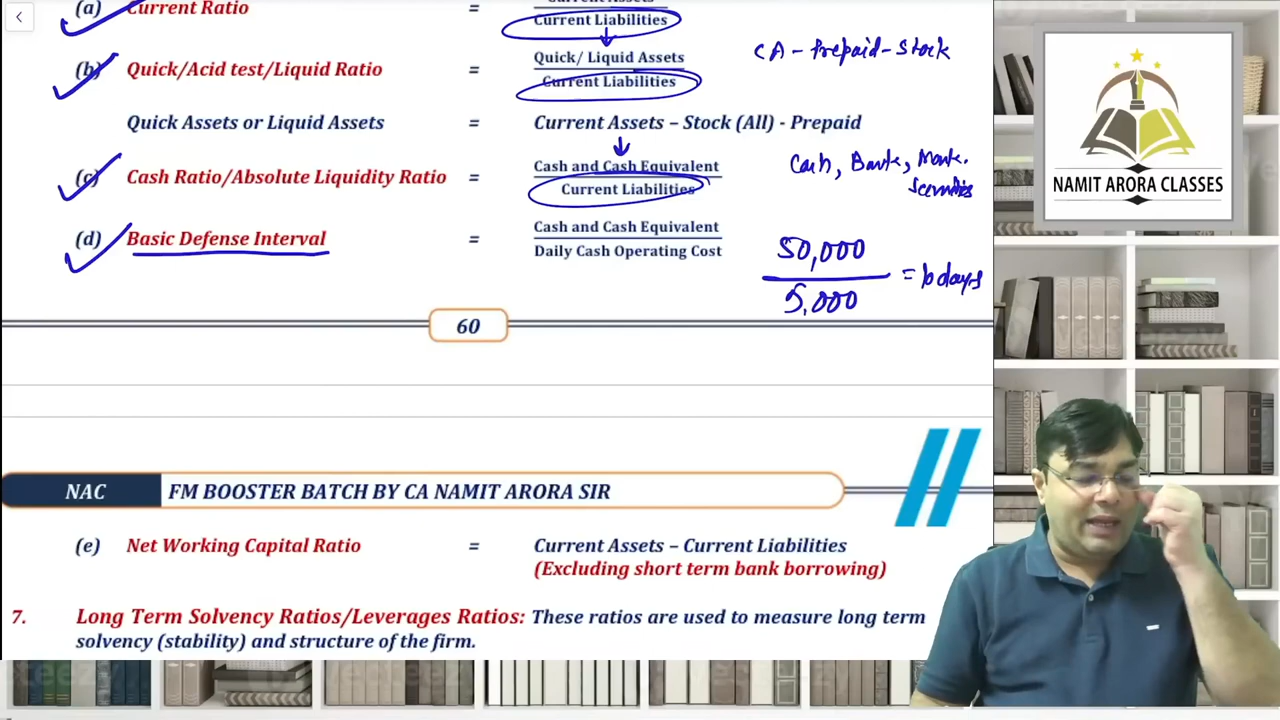 (a) Current Ratio = Current Assets
Current Liabilities
(b) Quick/Acid test/Liquid Ratio = Quick/ Liquid Assets
Current Liabilities
CA - Prepaid - Stock
Quick Assets or Liquid Assets = Current Assets – Stock (All) - Prepaid
(c) Cash Ratio/Absolute Liquidity Ratio = Cash and Cash Equivalent
Current Liabilities
Cash, Bank, Mark.
Securities
(d) Basic Defense Interval = Cash and Cash Equivalent
Daily Cash Operating Cost
50,000
5,000
= 10 days
60
NAC FM BOOSTER BATCH BY CA NAMIT ARORA SIR
(e) Net Working Capital Ratio = Current Assets – Current Liabilities
(Excluding short term bank borrowing)
7. Long Term Solvency Ratios/Leverages Ratios: These ratios are used to measure long term
solvency (stability) and structure of the firm.
NAMIT ARORA CLASSES